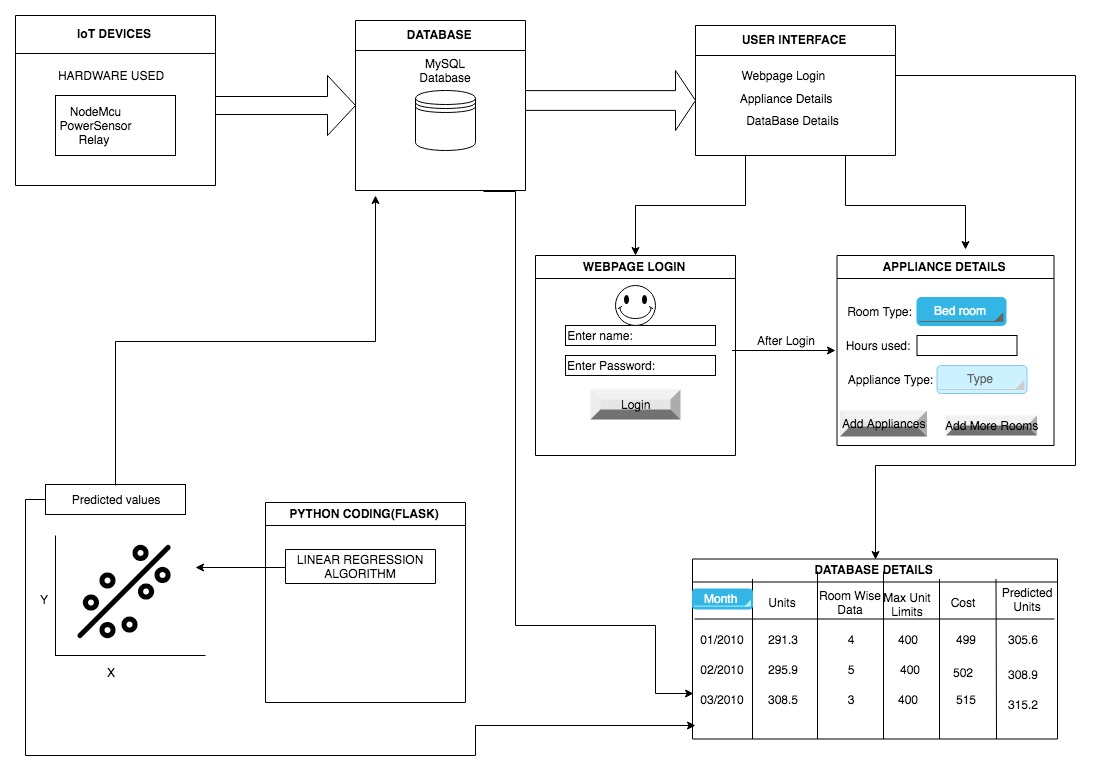 IoT DEVICES
HARDWARE USED
NodeMcu
PowerSensor
Relay
DATABASE
MySQL
Database
USER INTERFACE
Webpage Login
Appliance Details
DataBase Details
WEBPAGE LOGIN
Enter name:
Enter Password:
Login
After Login
APPLIANCE DETAILS
Room Type: Bed room
Hours used:
Appliance Type: Type
Add Appliances Add More Rooms
Predicted values
Y
X
PYTHON CODING(FLASK)
LINEAR REGRESSION
ALGORITHM
DATABASE DETAILS
Month Units Room Wise Data Max Unit Limits Cost Predicted Units
01/2010 291.3 4 400 499 305.6
02/2010 295.9 5 400 502 308.9
03/2010 308.5 3 400 515 315.2